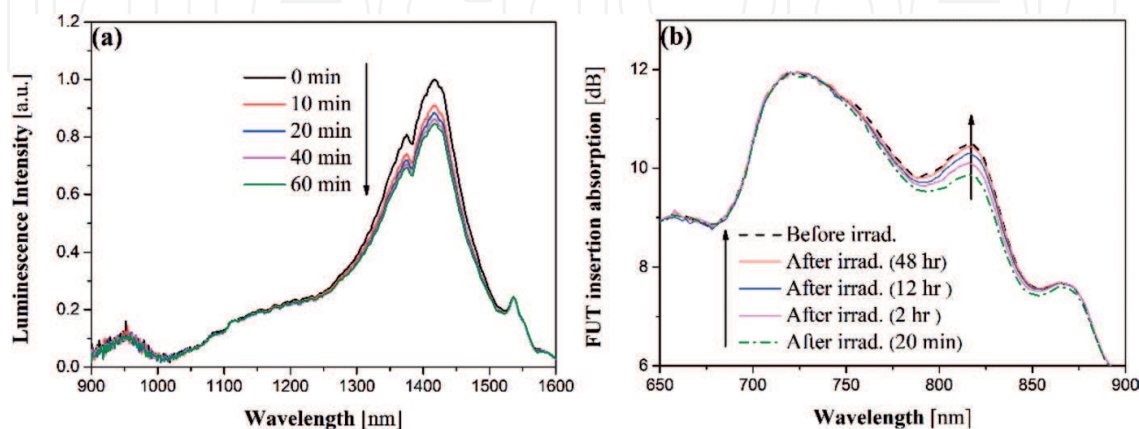 (a)
1.2
1.0
0.8
0.6
0.4
0.2
0.0
Luminescence Intensity [a.u.]
0 min
10 min
20 min
40 min
60 min
900 1000 1100 1200 1300 1400 1500 1600
Wavelength [nm]
(b)
12
10
8
6
FUT insertion absorption [dB]
Before irrad.
After irrad. (48 hr)
After irrad. (12 hr )
After irrad. (2 hr )
After irrad. (20 min)
650 700 750 800 850 900
Wavelength [nm]